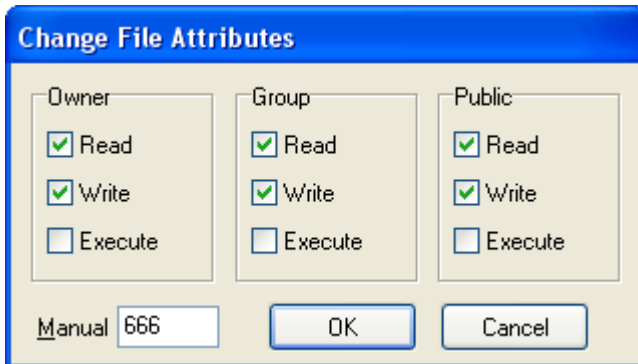 Change File Attributes
Owner Group Public
Read Read Read
Write Write Write
Execute Execute Execute
Manual 666 OK Cancel